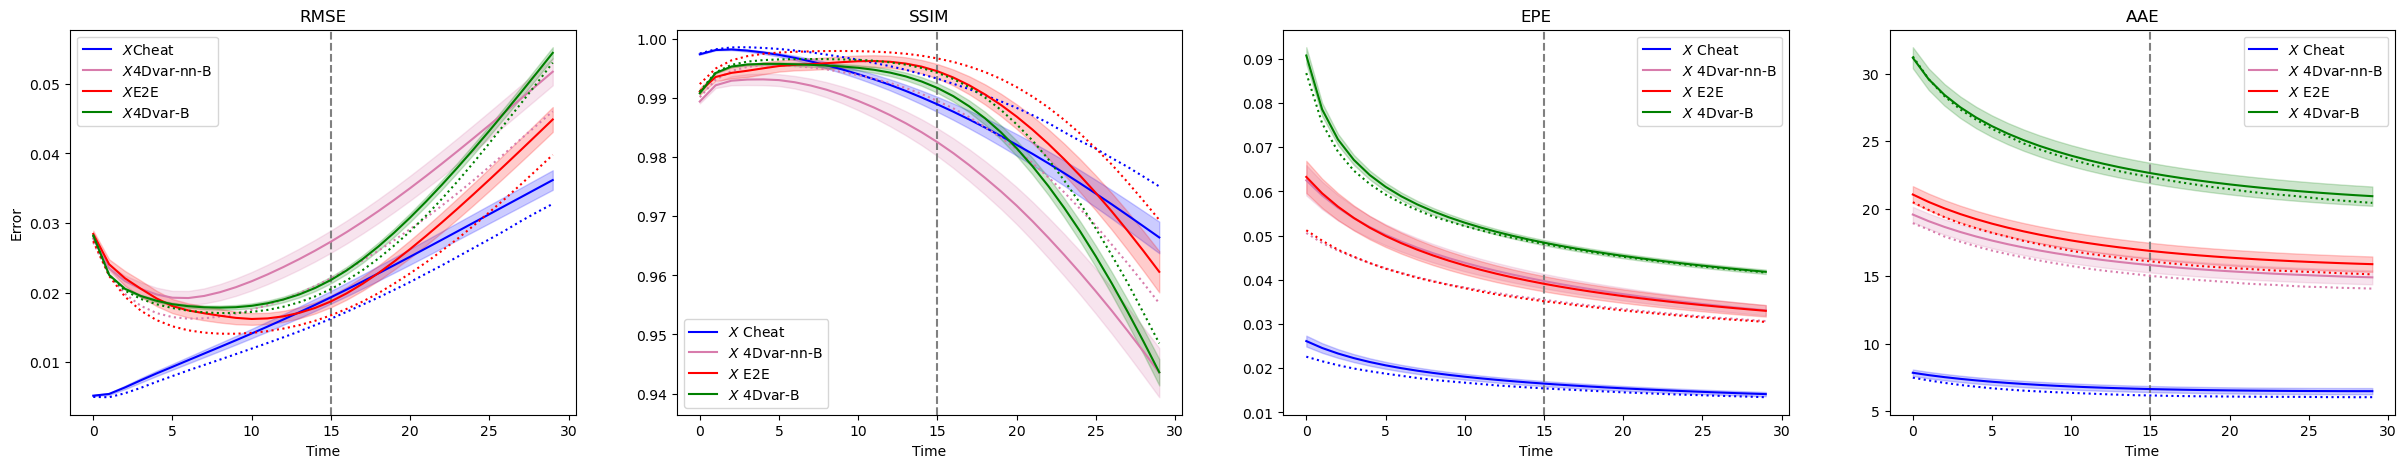 RMSE
Error
0.05
0.04
0.03
0.02
0.01
X Cheat
X4Dvar-nn-B
XE2E
X4Dvar-B
0 5 10 15 20 25 30
Time
SSIM
1.00
0.99
0.98
0.97
0.96
0.95
0.94
X Cheat
X 4Dvar-nn-B
X E2E
X 4Dvar-B
0 5 10 15 20 25 30
Time
EPE
0.09
0.08
0.07
0.06
0.05
0.04
0.03
0.02
0.01
X Cheat
X 4Dvar-nn-B
X E2E
X 4Dvar-B
0 5 10 15 20 25 30
Time
AAE
30
25
20
15
10
5
X Cheat
X 4Dvar-nn-B
X E2E
X 4Dvar-B
0 5 10 15 20 25 30
Time